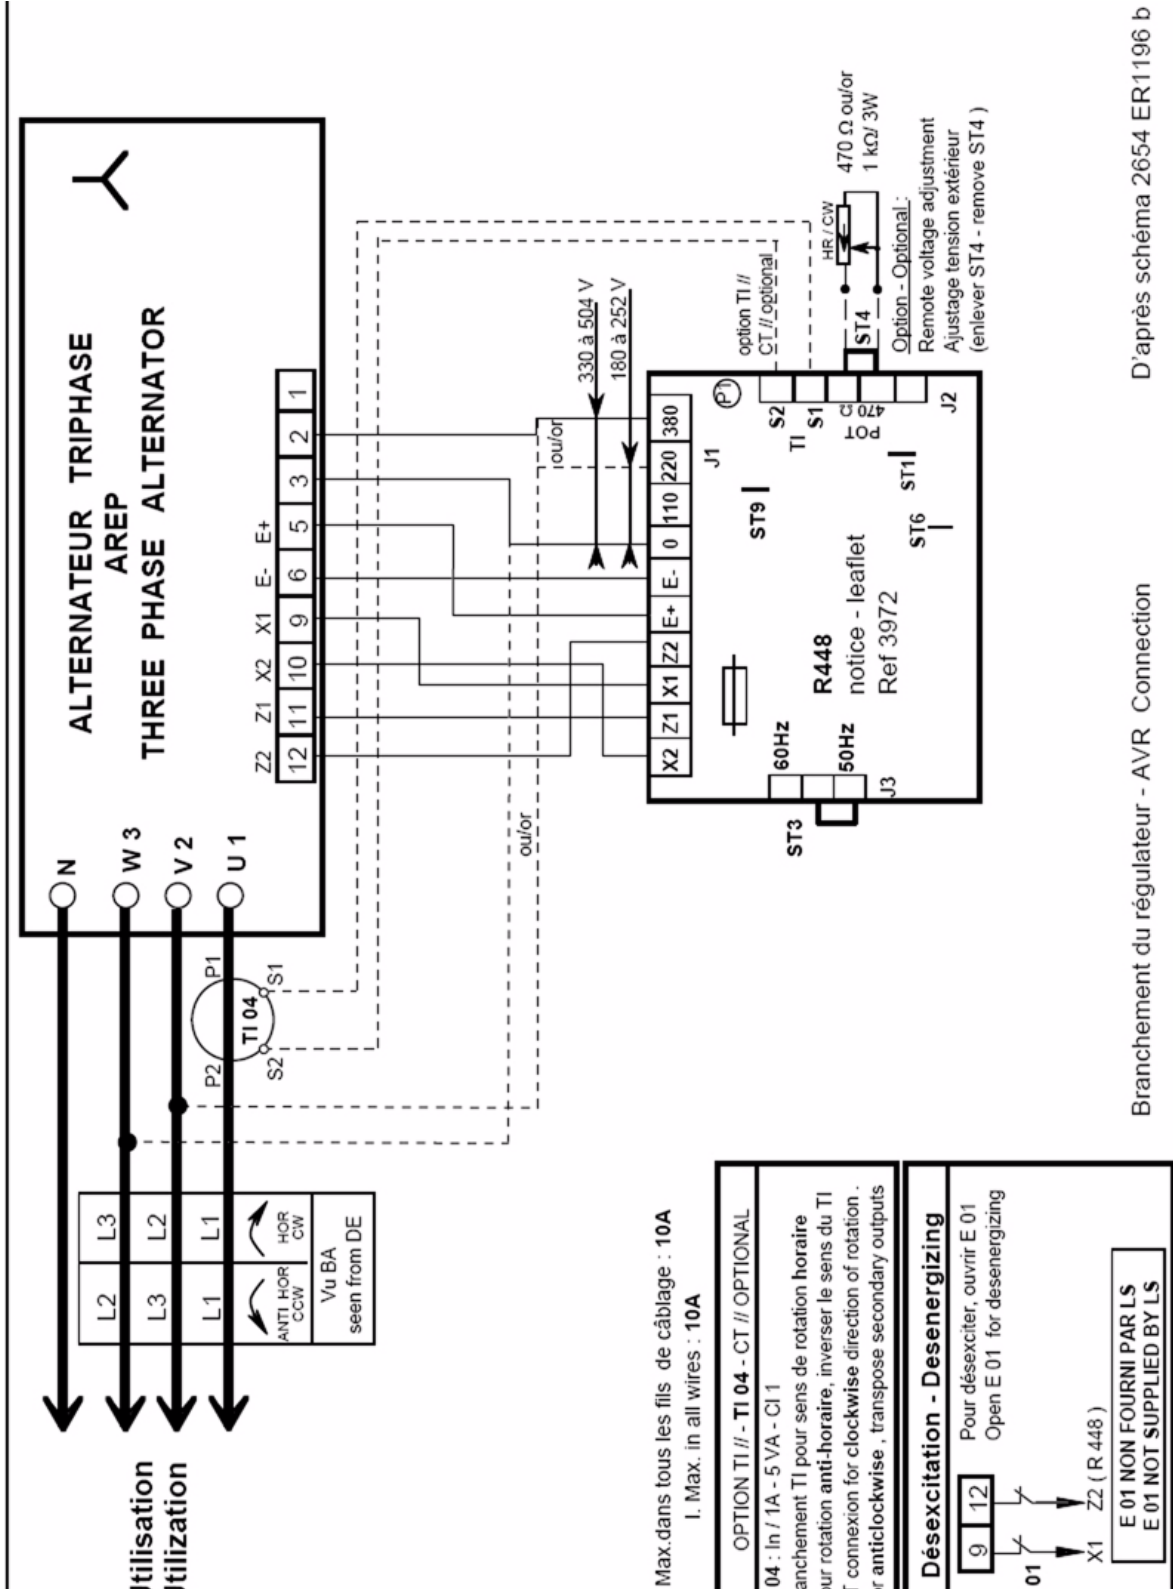 ALTERNATEUR TRIPHASE
AREP
THREE PHASE ALTERNATOR
N
W 3
V 2
U 1
Z2 Z1 X2 X1 E- E+
12 11 10 9 6 5 3 2 1
P2 P1
TI 04
S2 S1
L2 L3
L3 L2
L1 L1
ANTI HOR
CCW
HOR
CW
Vu BA
seen from DE
Utilisation
Utilization
ou/or
ou/or
330 à 504 V
180 à 252 V
option TI //
CT // optional
X2 Z1 X1 Z2 E+ E- 0 110 220 380
J1
P1
S2
TI
S1
470 Ω
POT
J2
ST9
ST1
ST6
ST4
R448
notice - leaflet
Ref 3972
60Hz
50Hz
J3
ST3
HR / CW
470 Ω ou/or
1 kΩ/ 3W
Option - Optional :
Remote voltage adjustment
Ajustage tension extérieur
(enlever ST4 - remove ST4 )
Max.dans tous les fils de câblage : 10A
I. Max. in all wires : 10A
OPTION TI // - TI 04 - CT // OPTIONAL
04 : In / 1A - 5 VA - Cl 1
anchement TI pour sens de rotation horaire
our rotation anti-horaire, inverser le sens du TI
T connexion for clockwise direction of rotation .
or anticlockwise , transpose secondary outputs
Désexcitation - Desenergizing
9 12
Pour désexciter, ouvrir E 01
Open E 01 for desenergizing
01
X1 Z2 ( R 448 )
E 01 NON FOURNI PAR LS
E 01 NOT SUPPLIED BY LS
Branchement du régulateur - AVR Connection
D'après schéma 2654 ER1196 b